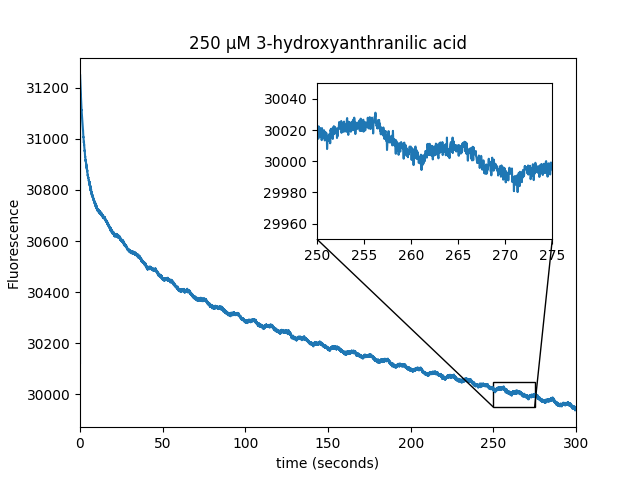 250 µM 3-hydroxyanthranilic acid
Fluorescence
31200
31000
30800
30600
30400
30200
30000
30040
30020
30000
29980
29960
250 255 260 265 270 275
0 50 100 150 200 250 300
time (seconds)